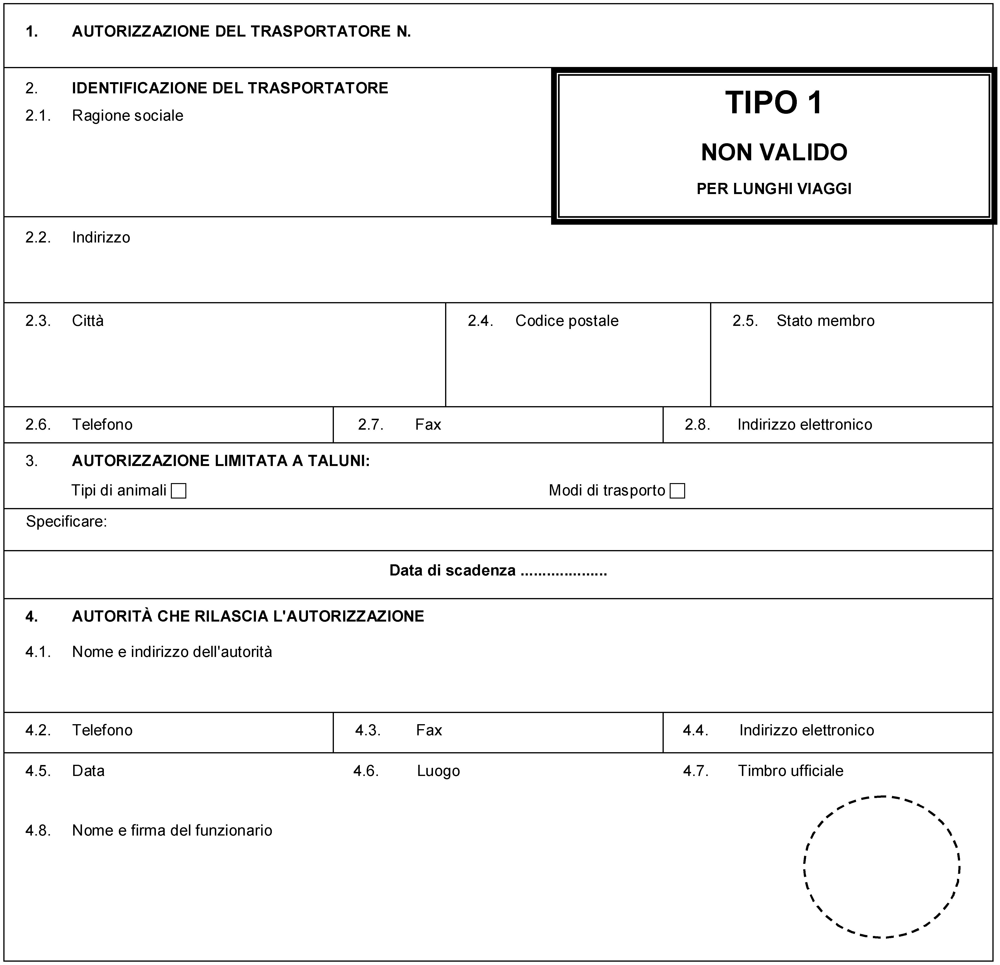 1. AUTORIZZAZIONE DEL TRASPORTATORE N.
2. IDENTIFICAZIONE DEL TRASPORTATORE
2.1. Ragione sociale
TIPO 1
NON VALIDO
PER LUNGHI VIAGGI
2.2. Indirizzo
2.3. Città
2.4. Codice postale
2.5. Stato membro
2.6. Telefono
2.7. Fax
2.8. Indirizzo elettronico
3. AUTORIZZAZIONE LIMITATA A TALUNI:
Tipi di animali
Modi di trasporto
Specificare:
Data di scadenza ....................
4. AUTORITÀ CHE RILASCIA L'AUTORIZZAZIONE
4.1. Nome e indirizzo dell'autorità
4.2. Telefono
4.3. Fax
4.4. Indirizzo elettronico
4.5. Data
4.6. Luogo
4.7. Timbro ufficiale
4.8. Nome e firma del funzionario